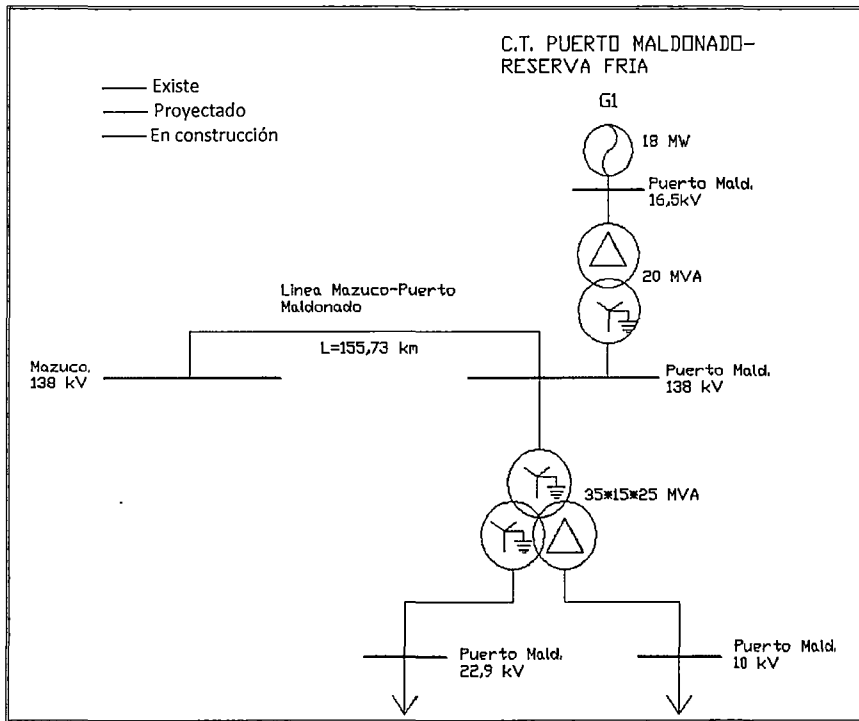 C.T. PUERTO MALDONADO-
RESERVA FRIA
Existe
Proyectado
En construcción
G1
18 MW
Puerto Mald.
16,5kV
20 MVA
Linea Mazuco-Puerto
Maldonado
L=155,73 km
Mazuco.
138 kV
Puerto Mald.
138 kV
35*15*25 MVA
Puerto Mald.
22,9 kV
Puerto Mald.
10 kV